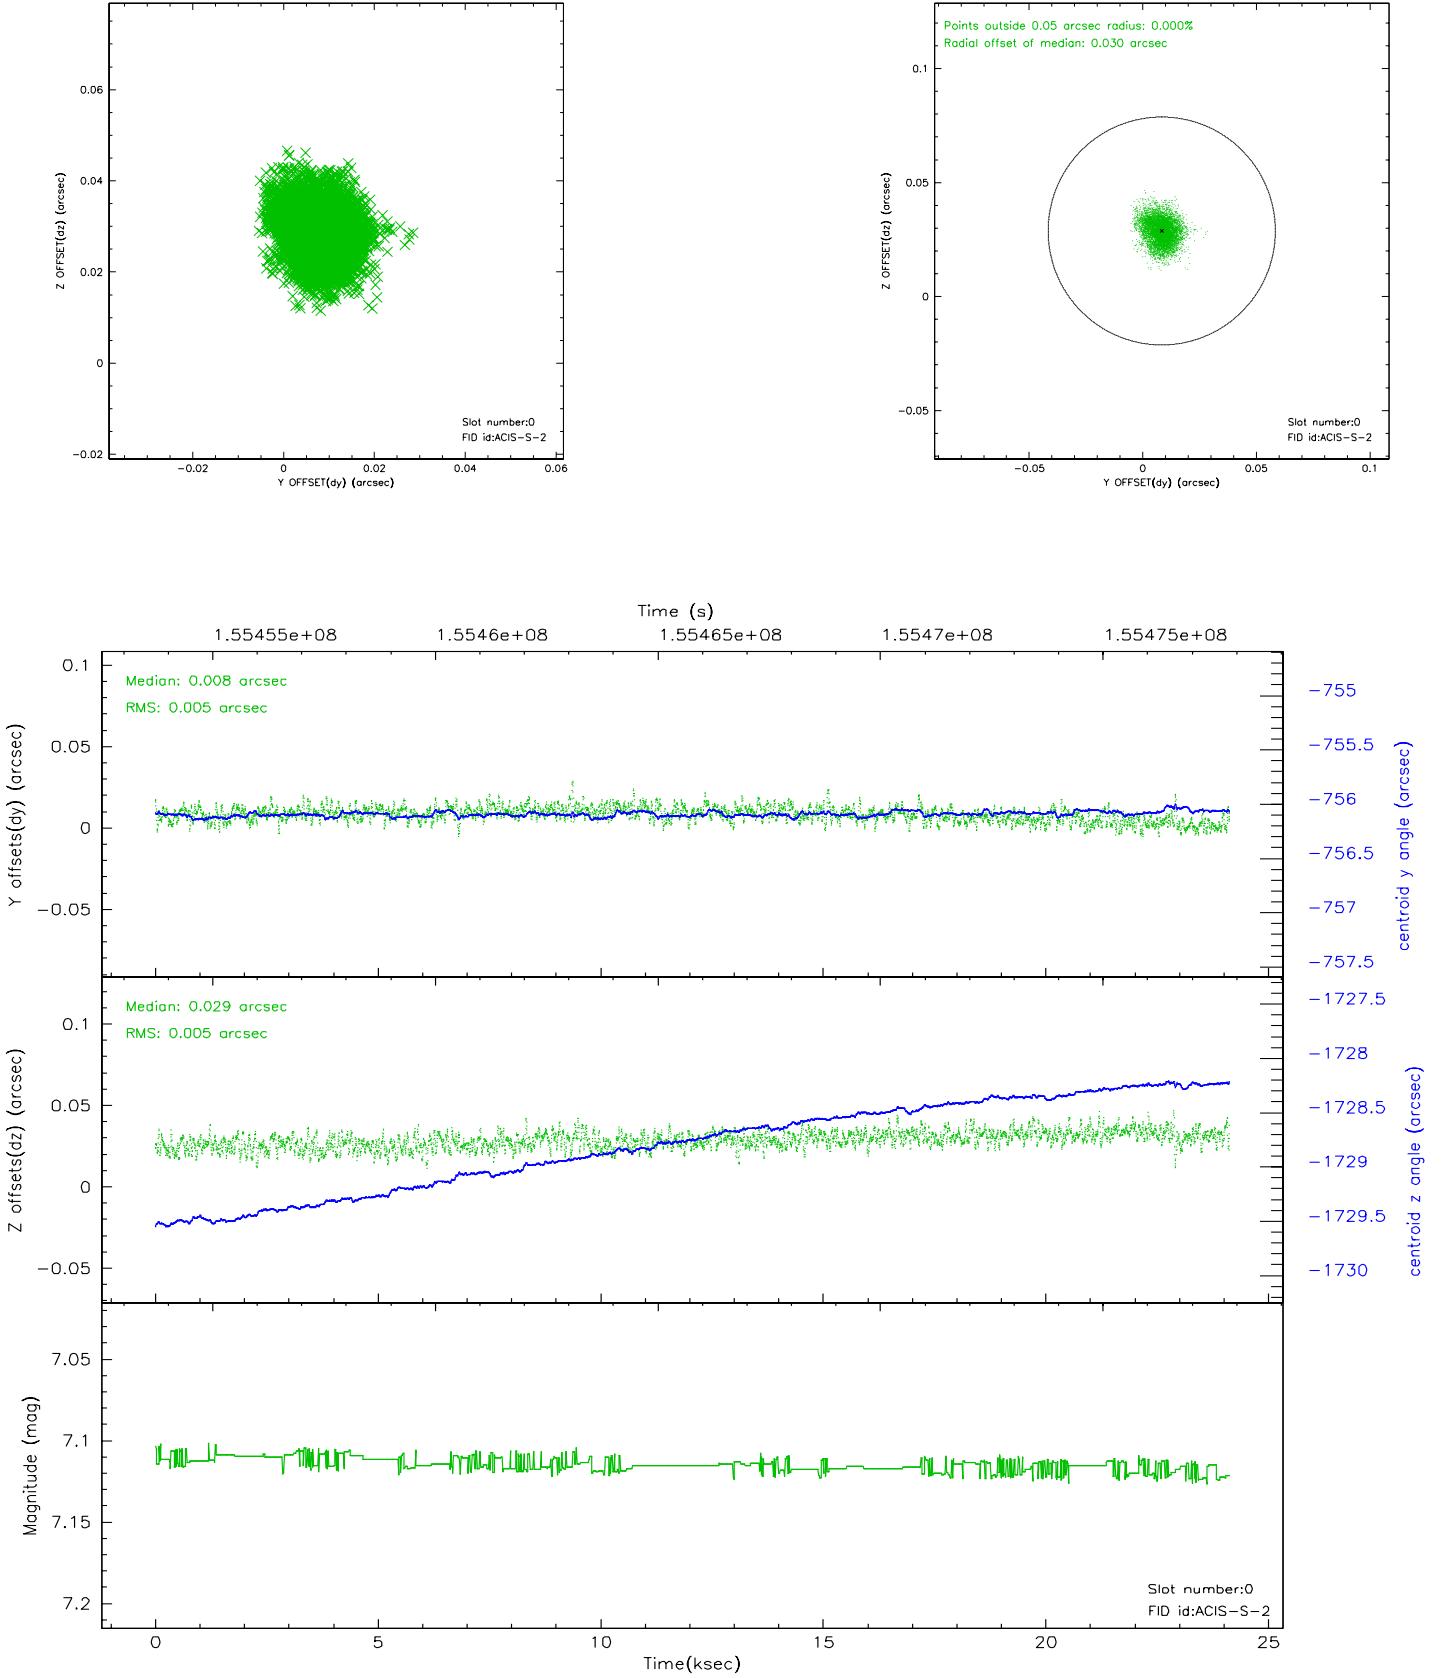 0.06
0.04
0.02
0
-0.02
Z OFFSET(dz) (arcsec)
-0.02 0 0.02 0.04 0.06
Y OFFSET(dy) (arcsec)
Slot number:0
FID id:ACIS-S-2
Points outside 0.05 arcsec radius: 0.000%
Radial offset of median: 0.030 arcsec
0.1
0.05
0
-0.05
Z OFFSET(dz) (arcsec)
-0.05 0 0.05 0.1
Y OFFSET(dy) (arcsec)
Slot number:0
FID id:ACIS-S-2
Time (s)
1.55455e+08 1.5546e+08 1.55465e+08 1.5547e+08 1.55475e+08
Median: 0.008 arcsec
RMS: 0.005 arcsec
0.1
0.05
0
-0.05
Y offsets(dy) (arcsec)
-755
-755.5
-756
-756.5
-757
-757.5
centroid y angle (arcsec)
Median: 0.029 arcsec
RMS: 0.005 arcsec
0.1
0.05
0
-0.05
Z offsets(dz) (arcsec)
-1727.5
-1728
-1728.5
-1729
-1729.5
-1730
centroid z angle (arcsec)
7.05
7.1
7.15
7.2
Magnitude (mag)
Slot number:0
FID id:ACIS-S-2
0 5 10 15 20 25
Time(ksec)